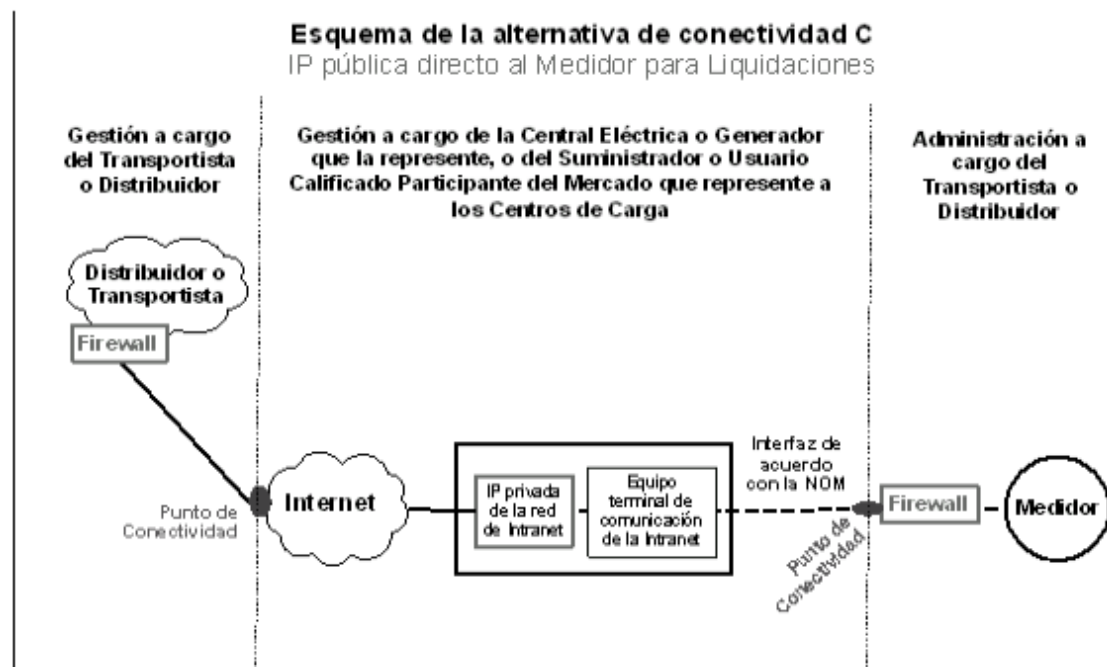 Esquema de la alternativa de conectividad C
IP pública directo al Medidor para Liquidaciones
Gestión a cargo
del Transportista
o Distribuidor
Gestión a cargo de la Central Eléctrica o Generador
que la represente, o del Suministrador o Usuario
Calificado Participante del Mercado que represente a
los Centros de Carga
Administración a
cargo del
Transportista o
Distribuidor
Distribuidor o
Transportista
Firewall
Punto de
Conectividad
Internet
IP privada
de la red
de Intranet
Equipo
terminal de
comunicación
de la Intranet
Interfaz de
acuerdo
con la NOM
Punto de
Conectividad
Firewall
Medidor